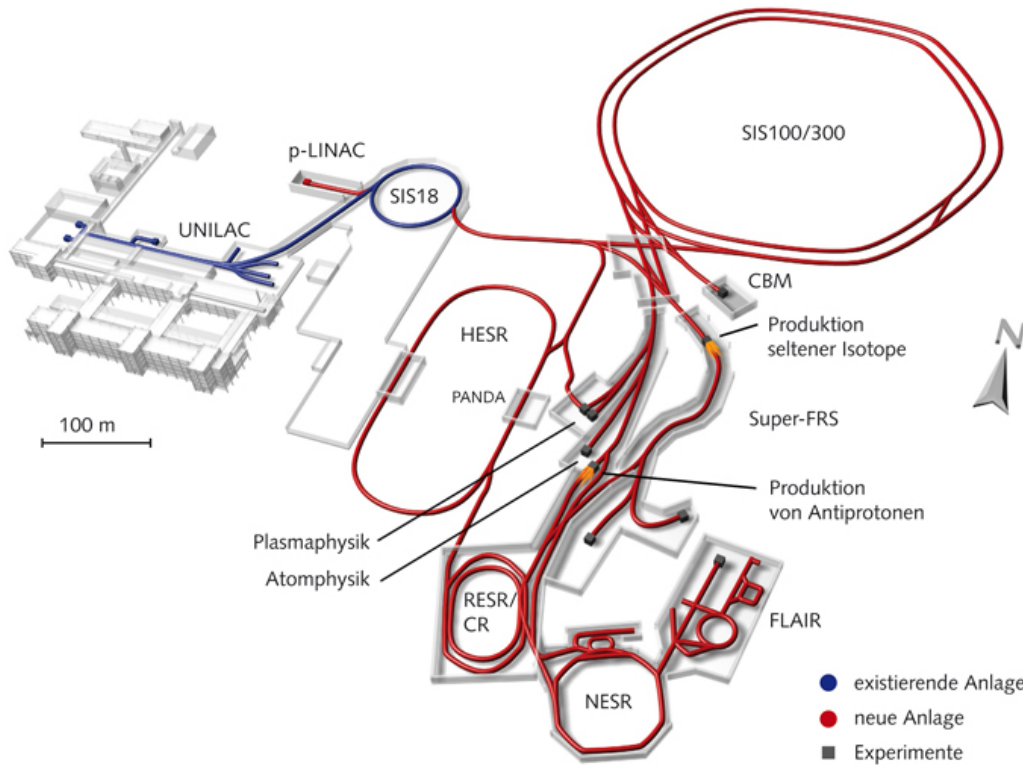 SIS100/300
p-LINAC
SIS18
UNILAC
CBM
Produktion
seltener Isotope
N
HESR
PANDA
100 m
Super-FRS
Produktion
von Antiprotonen
Plasmaphysik
Atomphysik
RESR/
CR
FLAIR
NESR
existierende Anlage
neue Anlage
Experimente